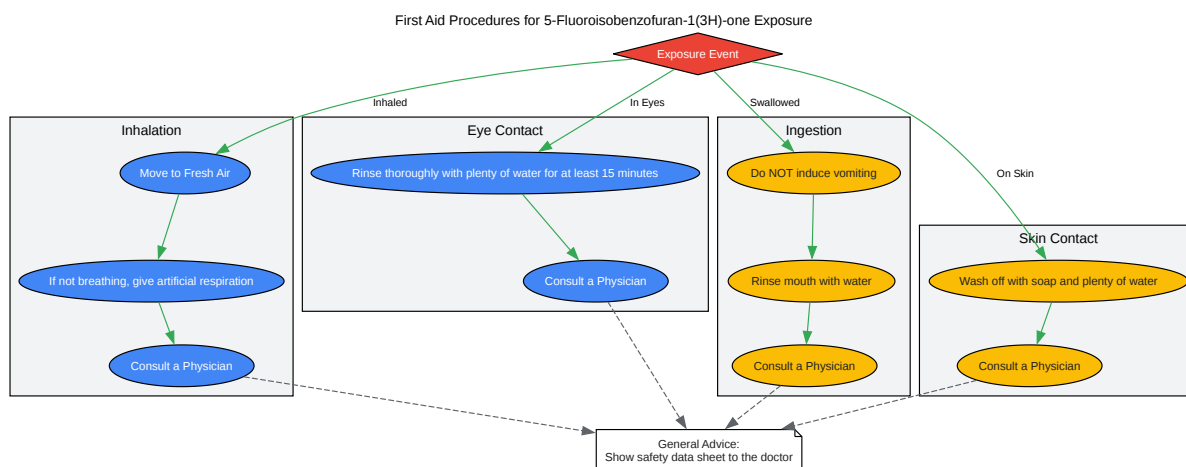 First Aid Procedures for 5-Fluoroisobenzofuran-1(3H)-one Exposure
Exposure Event
Inhaled
In Eyes
Swallowed
On Skin
Inhalation
Move to Fresh Air
If not breathing, give artificial respiration
Consult a Physician
Eye Contact
Rinse thoroughly with plenty of water for at least 15 minutes
Consult a Physician
Ingestion
Do NOT induce vomiting
Rinse mouth with water
Consult a Physician
Skin Contact
Wash off with soap and plenty of water
Consult a Physician
General Advice:
Show safety data sheet to the doctor